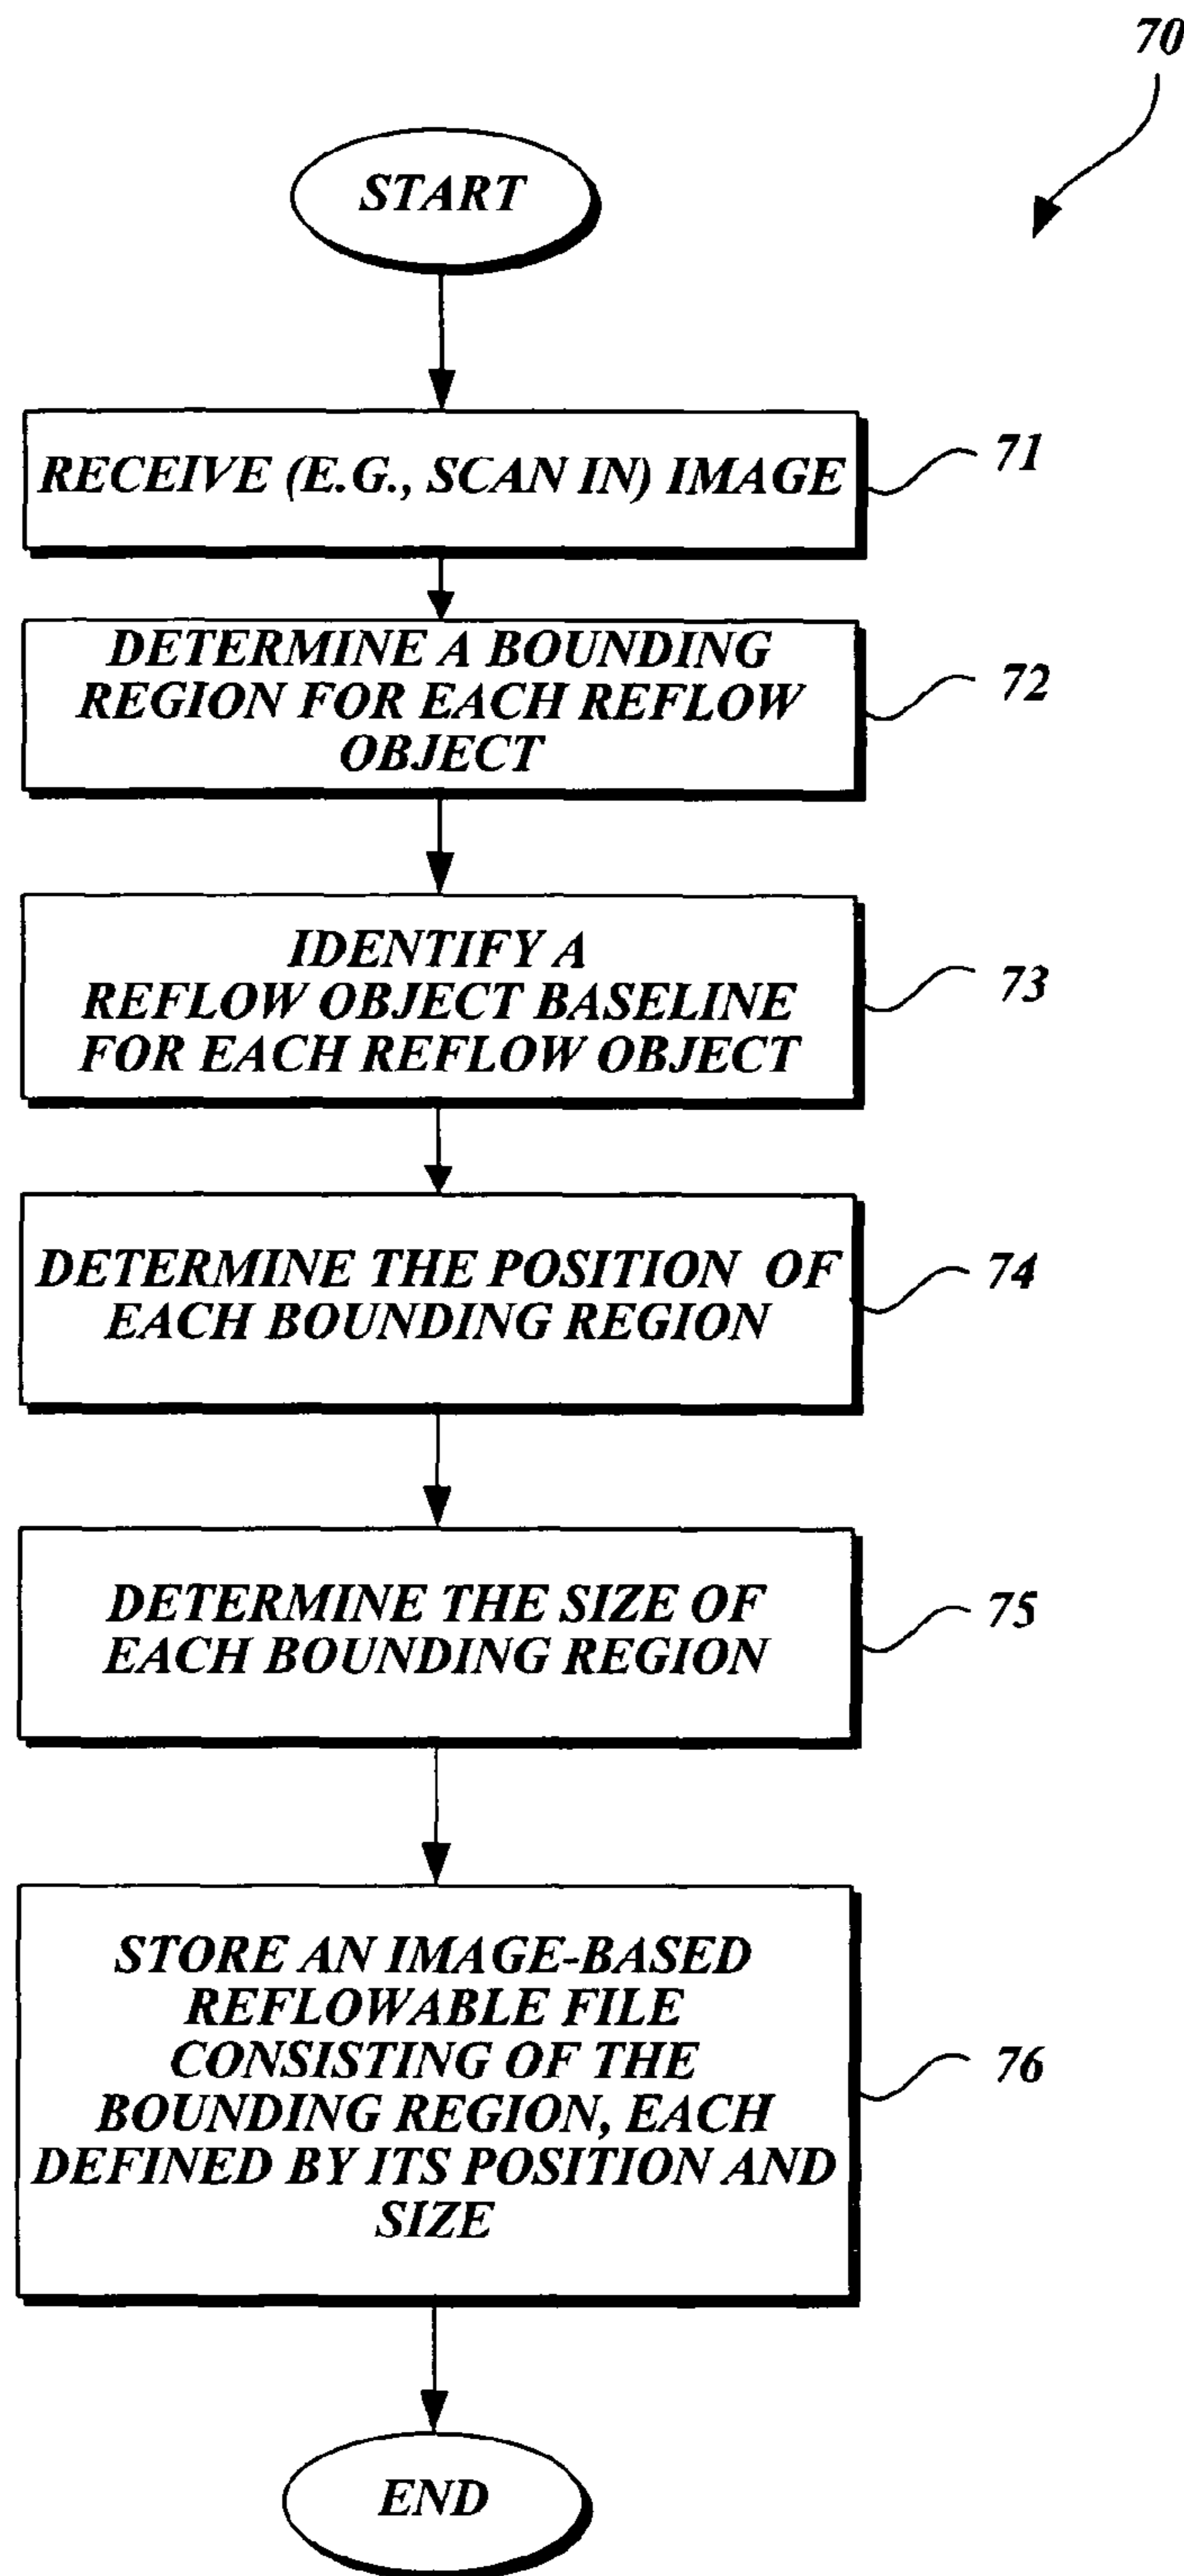 70
START
RECEIVE (E.G., SCAN IN) IMAGE
71
DETERMINE A BOUNDING
REGION FOR EACH REFLOW
OBJECT
72
IDENTIFY A
REFLOW OBJECT BASELINE
FOR EACH REFLOW OBJECT
73
DETERMINE THE POSITION OF
EACH BOUNDING REGION
74
DETERMINE THE SIZE OF
EACH BOUNDING REGION
75
STORE AN IMAGE-BASED
REFLOWABLE FILE
CONSISTING OF THE
BOUNDING REGION, EACH
DEFINED BY ITS POSITION AND
SIZE
76
END